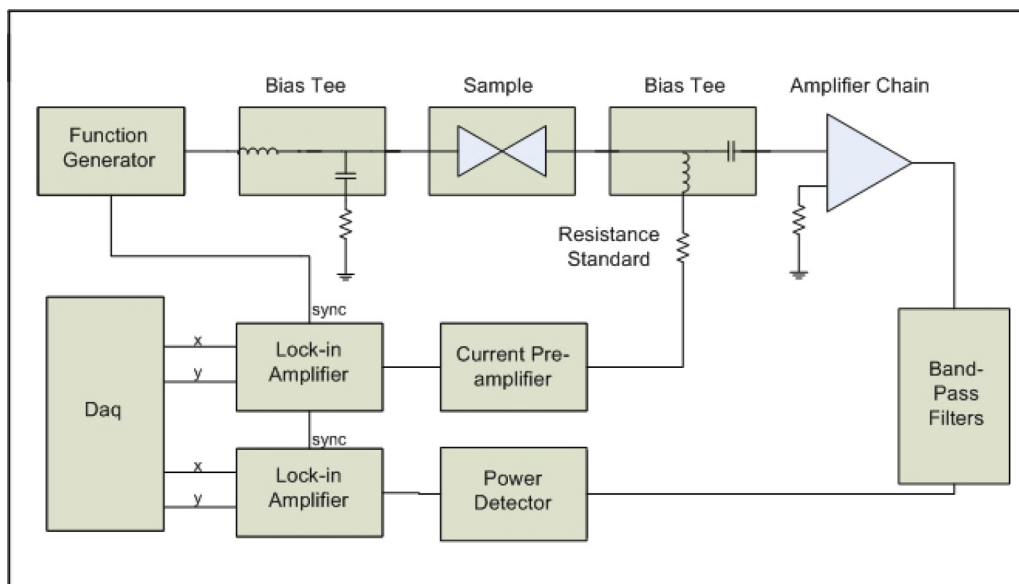 Bias Tee
Sample
Bias Tee
Amplifier Chain
Function
Generator
Resistance
Standard
sync
x
y
Lock-in
Amplifier
Current Pre-
amplifier
Band-
Pass
Filters
Daq
sync
x
y
Lock-in
Amplifier
Power
Detector